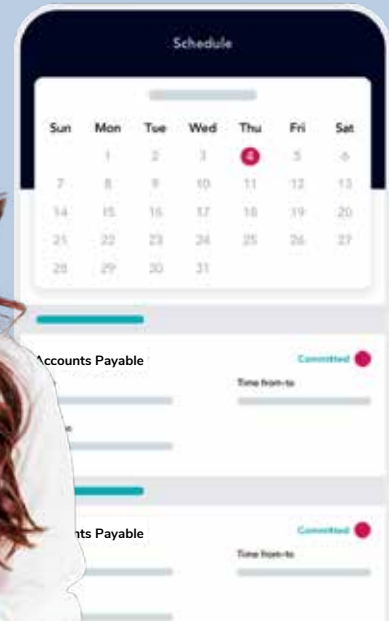 Schedule
Sun Mon Tue Wed Thu Fri Sat
1 2 3 4 5 6
7 8 9 10 11 12 13
14 15 16 17 18 19 20
21 22 23 24 25 26 27
28 29 30 31
Accounts Payable Committed
Time from-to
nts Payable Committed
Time from-to